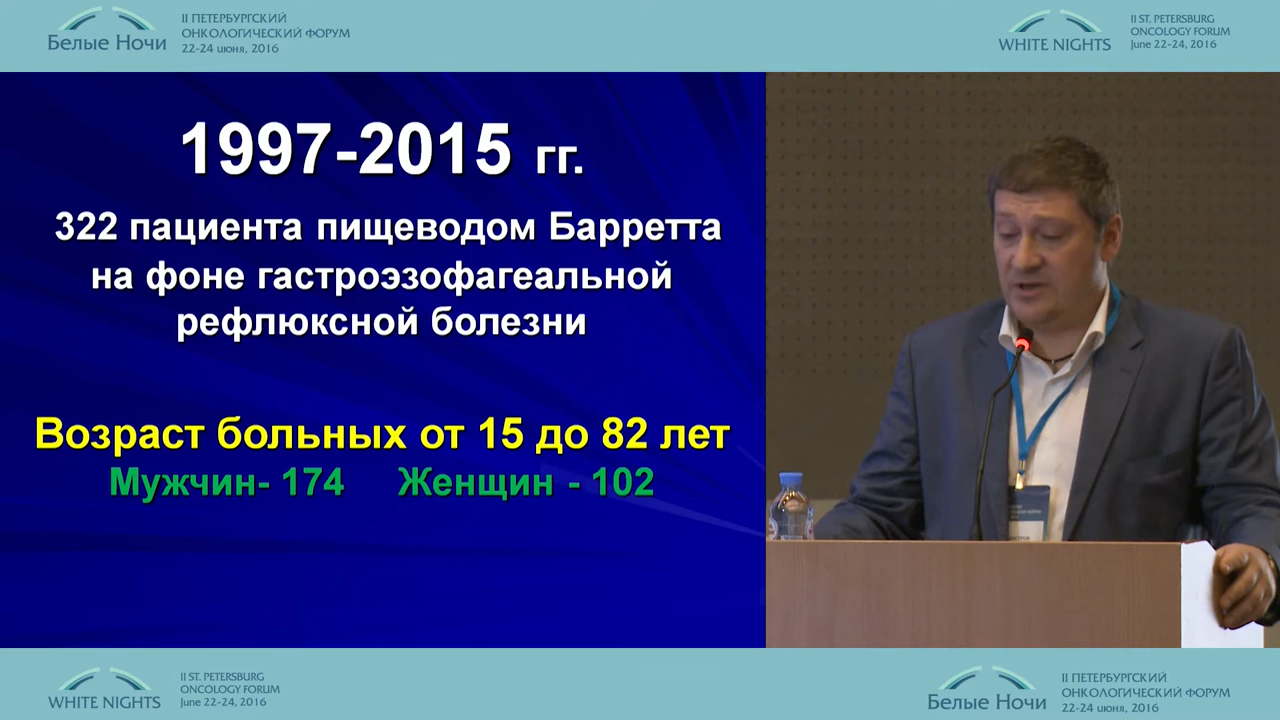 Белые Ночи
II ПЕТЕРБУРГСКИЙ
ОНКОЛОГИЧЕСКИЙ ФОРУМ
22-24 июня, 2016
WHITE NIGHTS
II ST. PETERSBURG
ONCOLOGY FORUM
June 22-24, 2016
1997-2015 гг.
322 пациента пищеводом Барретта
на фоне гастроэзофагеальной
рефлюксной болезни
Возраст больных от 15 до 82 лет
Мужчин- 174 Женщин - 102
WHITE NIGHTS
II ST. PETERSBURG
ONCOLOGY FORUM
June 22-24, 2016
Белые Ночи
II ПЕТЕРБУРГСКИЙ
ОНКОЛОГИЧЕСКИЙ ФОРУМ
22-24 июня, 2016